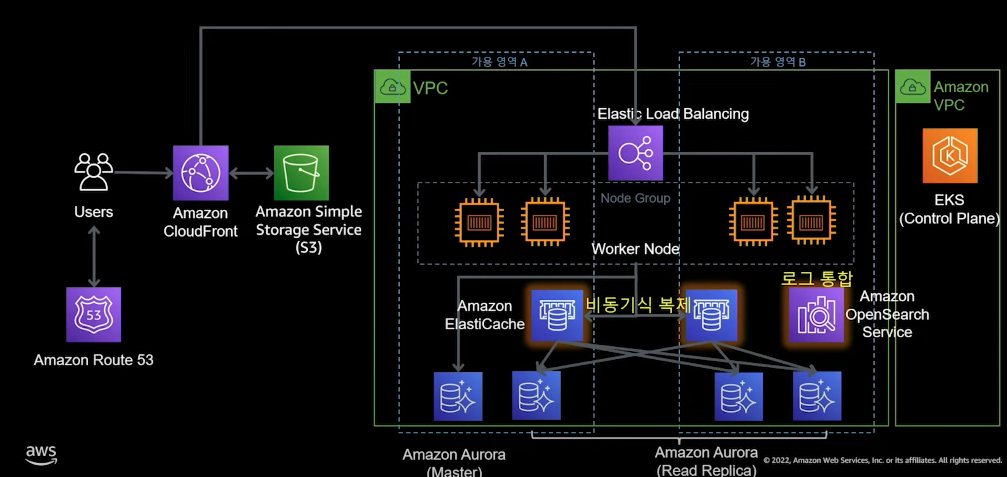 가용 영역 A
가용 영역 B
VPC
Amazon
VPC
Elastic Load Balancing
Node Group
Users
Amazon
CloudFront
Amazon Simple
Storage Service
(S3)
EKS
(Control Plane)
Worker Node
로그 통합
Amazon
ElastiCache
비동기식 복제
Amazon
OpenSearch
Service
53
Amazon Route 53
Amazon Aurora
(Master)
Amazon Aurora
(Read Replica)
aws
© 2022, Amazon Web Services, Inc. or its affiliates. All rights reserved.
K